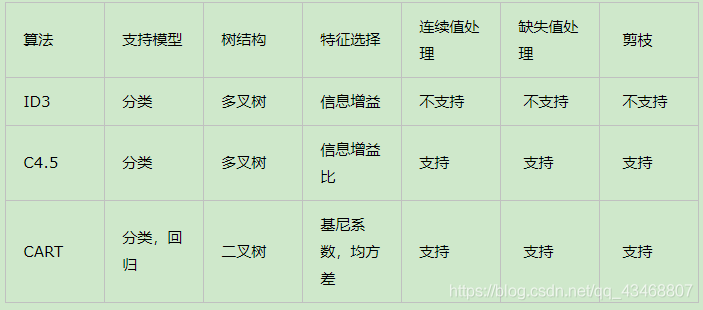 算法 支持模型 树结构 特征选择 连续值处理 缺失值处理 剪枝
ID3 分类 多叉树 信息增益 不支持 不支持 不支持
C4.5 分类 多叉树 信息增益比 支持 支持 支持
CART 分类，回归 二叉树 基尼系数，均方差 支持 支持 支持
https://blog.csdn.net/qq_43468807